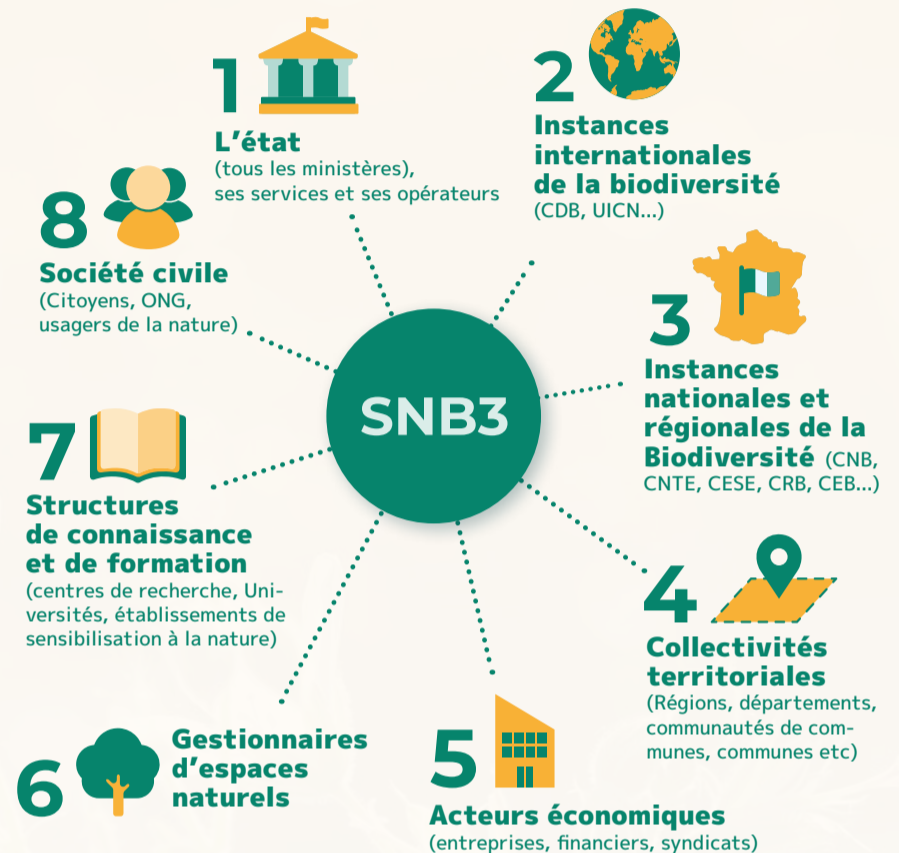 1
L'état
(tous les ministères),
ses services et ses opérateurs
2
Instances
internationales
de la biodiversité
(CDB, UICN...)
3
Instances
nationales et
régionales de la
Biodiversité (CNB,
CNTE, CESE, CRB, CEB...)
4
Collectivités
territoriales
(Régions, départements,
communautés de com-
munes, communes etc)
5
Acteurs économiques
(entreprises, financiers, syndicats)
6
Gestionnaires
d'espaces
naturels
7
Structures
de connaissance
et de formation
(centres de recherche, Uni-
versités, établissements de
sensibilisation à la nature)
8
Société civile
(Citoyens, ONG,
usagers de la nature)
SNB3